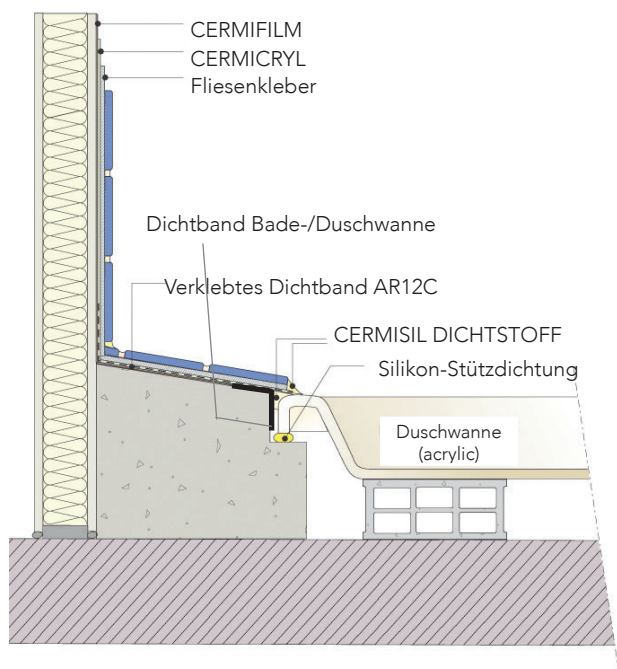 CERMIFILM
CERMICRYL
Fliesenkleber
Dichtband Bade-/Duschwanne
Verklebtes Dichtband AR12C
CERMISIL DICHTSTOFF
Silikon-Stützdichtung
Duschwanne
(acrylic)